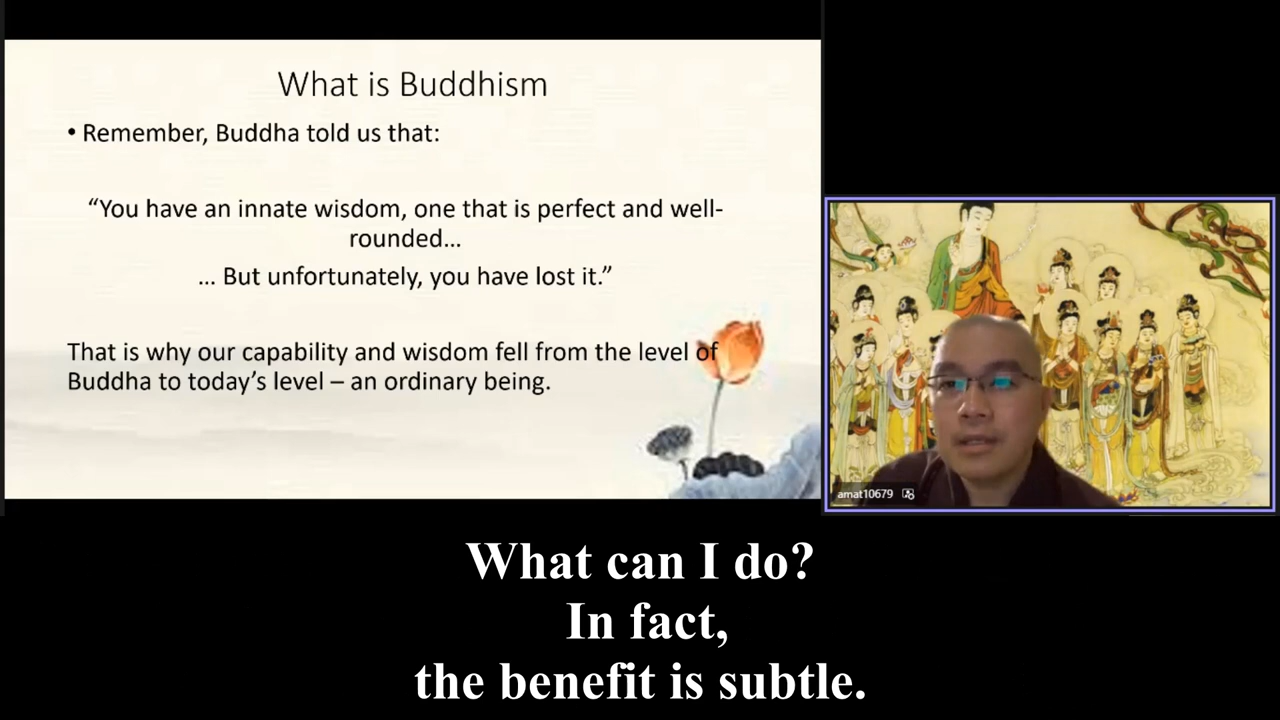 What is Buddhism
• Remember, Buddha told us that:
“You have an innate wisdom, one that is perfect and well-
rounded...
... But unfortunately, you have lost it.”
That is why our capability and wisdom fell from the level of
Buddha to today’s level – an ordinary being.
amat10679
What can I do?
In fact,
the benefit is subtle.